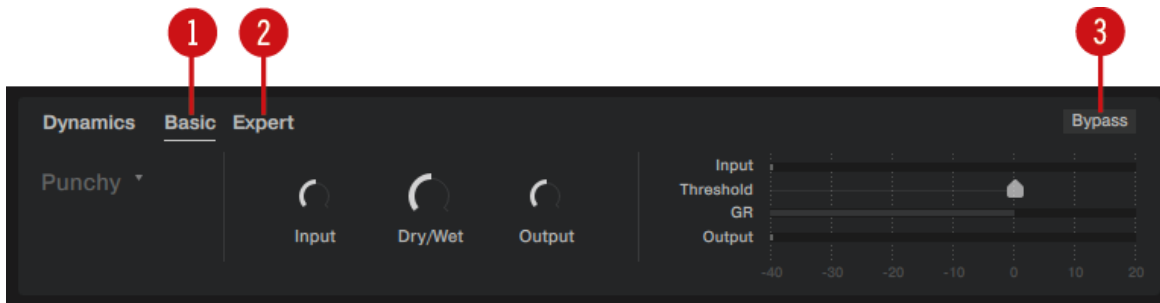 1 2 3
Dynamics Basic Expert Bypass
Punchy
Input
Threshold
GR
Output
Input Dry/Wet Output
-40 -30 -20 -10 0 10 20